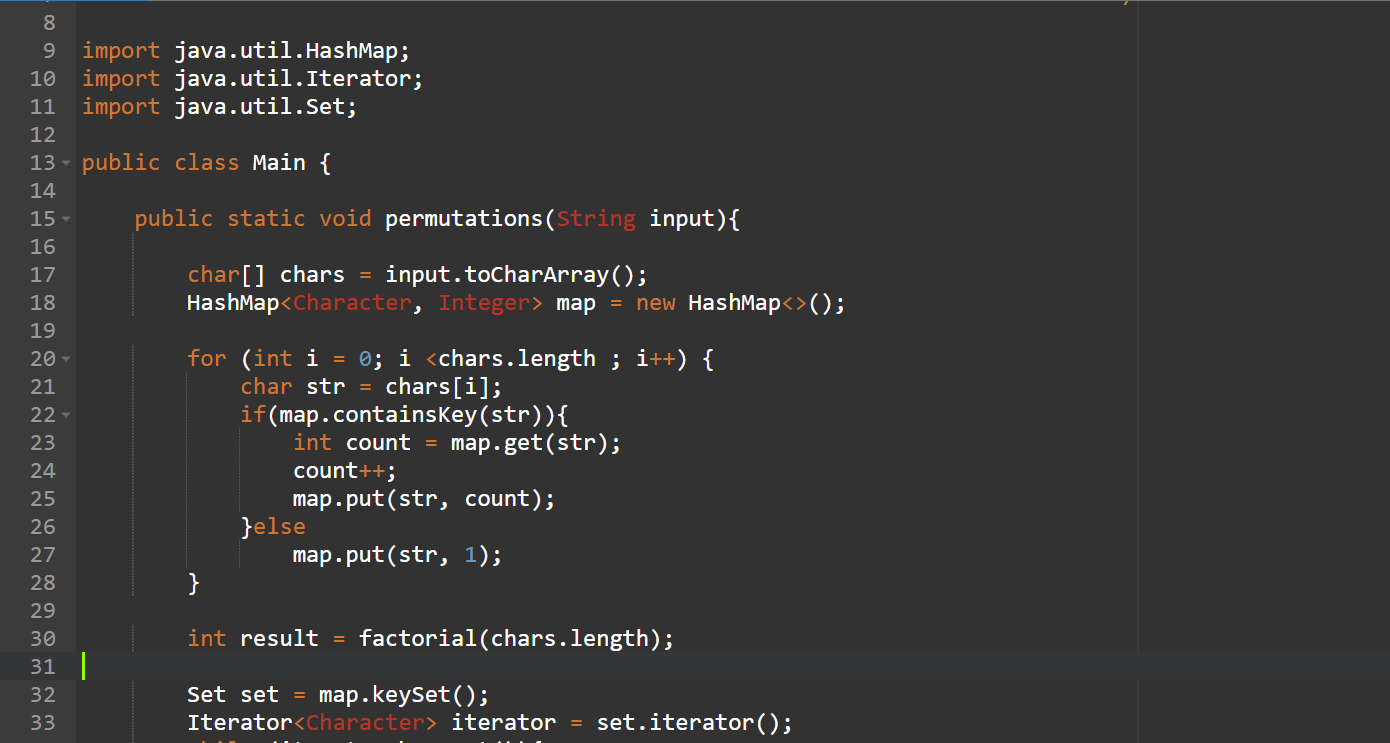 8
9 import java.util.HashMap;
10 import java.util.Iterator;
11 import java.util.Set;
12
13 public class Main {
14
15     public static void permutations(String input){
16
17         char[] chars = input.toCharArray();
18         HashMap<Character, Integer> map = new HashMap<>();
19
20         for (int i = 0; i <chars.length ; i++) {
21             char str = chars[i];
22             if(map.containsKey(str)){
23                 int count = map.get(str);
24                 count++;
25                 map.put(str, count);
26             }else
27                 map.put(str, 1);
28         }
29
30         int result = factorial(chars.length);
31
32         Set set = map.keySet();
33         Iterator<Character> iterator = set.iterator();